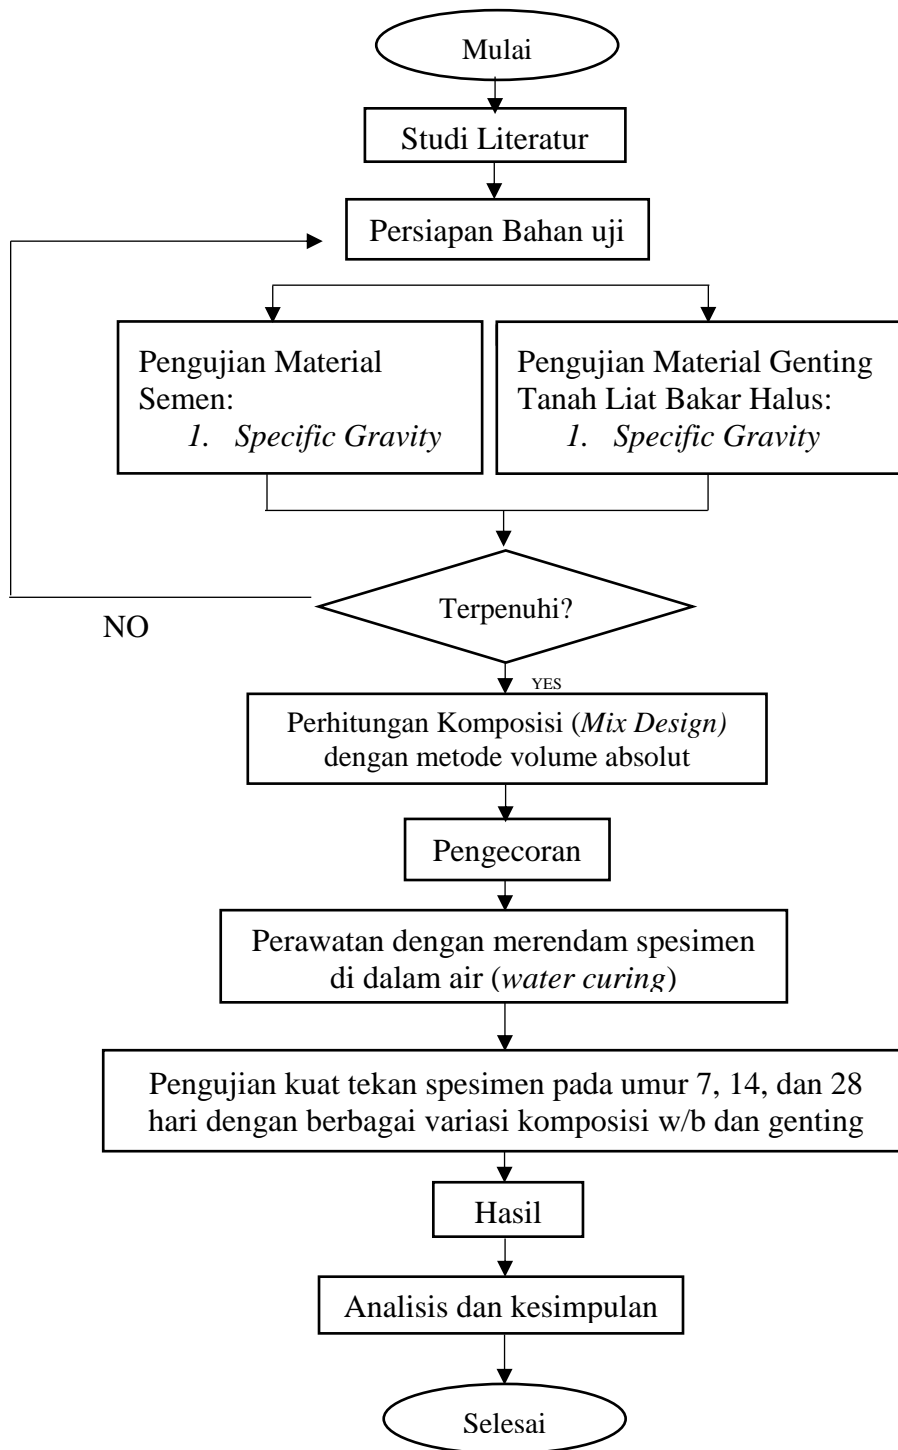 Mulai
Studi Literatur
Persiapan Bahan uji
Pengujian Material
Semen:
1. Specific Gravity
Pengujian Material Genting
Tanah Liat Bakar Halus:
1. Specific Gravity
Terpenuhi?
NO
YES
Perhitungan Komposisi (Mix Design)
dengan metode volume absolut
Pengecoran
Perawatan dengan merendam spesimen
di dalam air (water curing)
Pengujian kuat tekan spesimen pada umur 7, 14, dan 28
hari dengan berbagai variasi komposisi w/b dan genting
Hasil
Analisis dan kesimpulan
Selesai